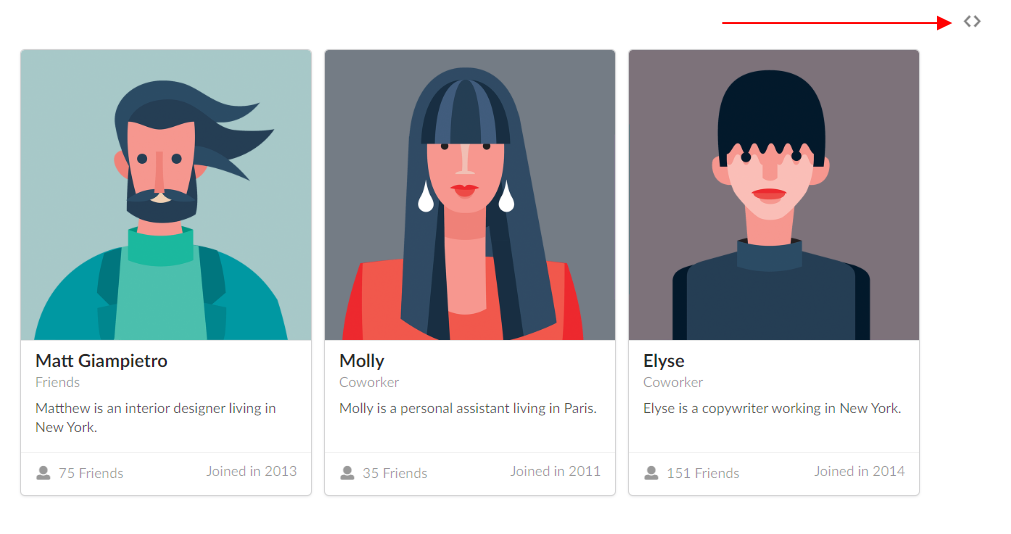 Matt Giampietro
Friends
Matthew is an interior designer living in
New York.
75 Friends
Joined in 2013
Molly
Coworker
Molly is a personal assistant living in Paris.
35 Friends
Joined in 2011
Elyse
Coworker
Elyse is a copywriter working in New York.
151 Friends
Joined in 2014